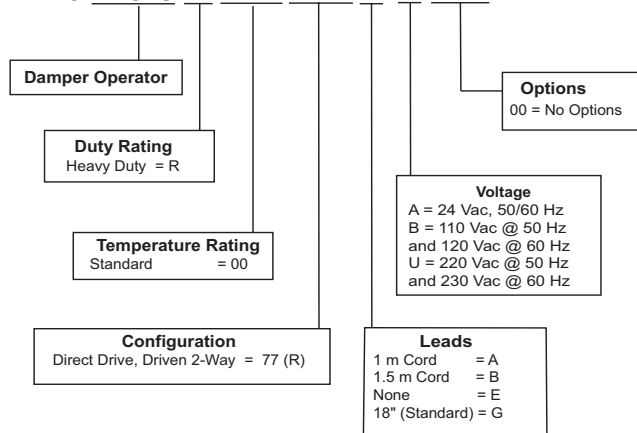 Damper Operator
Options
00 = No Options
Duty Rating
Heavy Duty = R
Voltage
A = 24 Vac, 50/60 Hz
B = 110 Vac @ 50 Hz
and 120 Vac @ 60 Hz
U = 220 Vac @ 50 Hz
and 230 Vac @ 60 Hz
Temperature Rating
Standard = 00
Configuration
Direct Drive, Driven 2-Way = 77 (R)
Leads
1 m Cord = A
1.5 m Cord = B
None = E
18" (Standard) = G